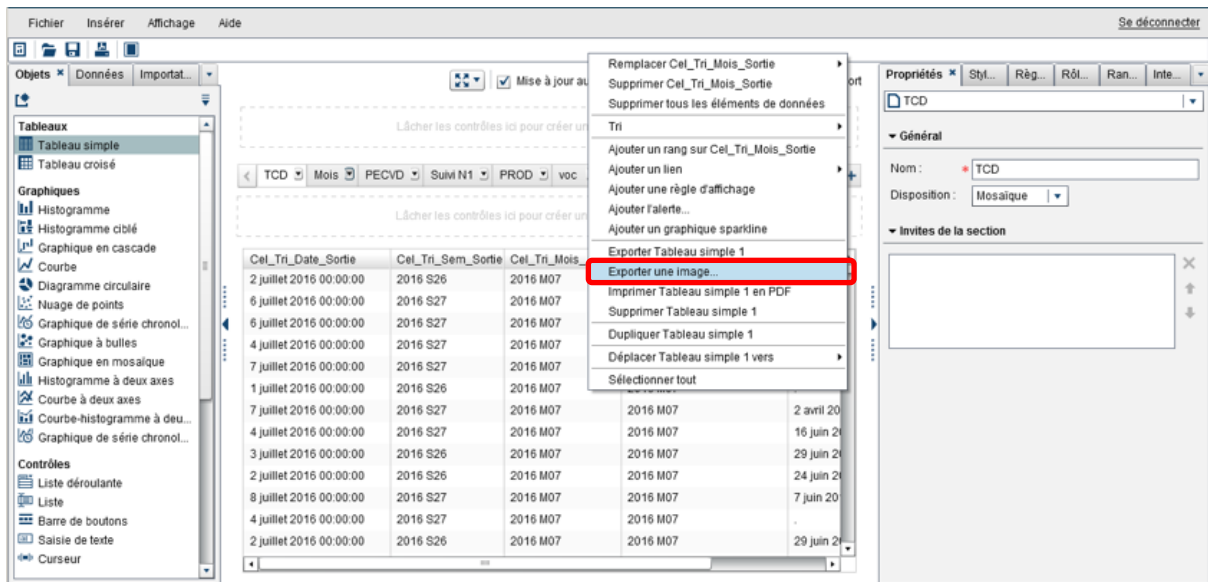 Fichier Insérer Affichage Aide Se déconnecter
Objets Données Importat...
Tableaux
Tableau simple
Tableau croisé
Graphiques
Histogramme
Histogramme ciblé
Graphique en cascade
Courbe
Diagramme circulaire
Nuage de points
Graphique de série chronol...
Graphique à bulles
Graphique en mosaïque
Histogramme à deux axes
Courbe à deux axes
Courbe-histogramme à deu...
Graphique de série chronol...
Contrôles
Liste déroulante
Liste
Barre de boutons
Saisie de texte
Curseur
Mise à jour au
ort
Lâcher les contrôles ici pour créer un
TCD Mois PECVD Suivi N1 PROD voc
Lâcher les contrôles ici pour créer un
Cel_Tri_Date_Sortie Cel_Tri_Sem_Sortie Cel_Tri_Mois_
2 juillet 2016 00:00:00 2016 S26 2016 M07
6 juillet 2016 00:00:00 2016 S27 2016 M07
6 juillet 2016 00:00:00 2016 S27 2016 M07
4 juillet 2016 00:00:00 2016 S27 2016 M07
7 juillet 2016 00:00:00 2016 S27 2016 M07
1 juillet 2016 00:00:00 2016 S26 2016 M07
7 juillet 2016 00:00:00 2016 S27 2016 M07 2016 M07 2 avril 20
4 juillet 2016 00:00:00 2016 S27 2016 M07 2016 M07 16 juin 2
3 juillet 2016 00:00:00 2016 S26 2016 M07 2016 M07 29 juin 2
2 juillet 2016 00:00:00 2016 S26 2016 M07 2016 M07 24 juin 2
8 juillet 2016 00:00:00 2016 S27 2016 M07 2016 M07 7 juin 20
4 juillet 2016 00:00:00 2016 S27 2016 M07 2016 M07 .
2 juillet 2016 00:00:00 2016 S26 2016 M07 2016 M07 29 juin 2
Remplacer Cel_Tri_Mois_Sortie
Supprimer Cel_Tri_Mois_Sortie
Supprimer tous les éléments de données
Tri
Ajouter un rang sur Cel_Tri_Mois_Sortie
Ajouter un lien
Ajouter une règle d'affichage
Ajouter l'alerte...
Ajouter un graphique sparkline
Exporter Tableau simple 1
Exporter une image...
Imprimer Tableau simple 1 en PDF
Supprimer Tableau simple 1
Dupliquer Tableau simple 1
Déplacer Tableau simple 1 vers
Sélectionner tout
Propriétés Styl... Règ... Rôl... Ran... Inte...
TCD
Général
Nom : * TCD
Disposition : Mosaïque
Invites de la section